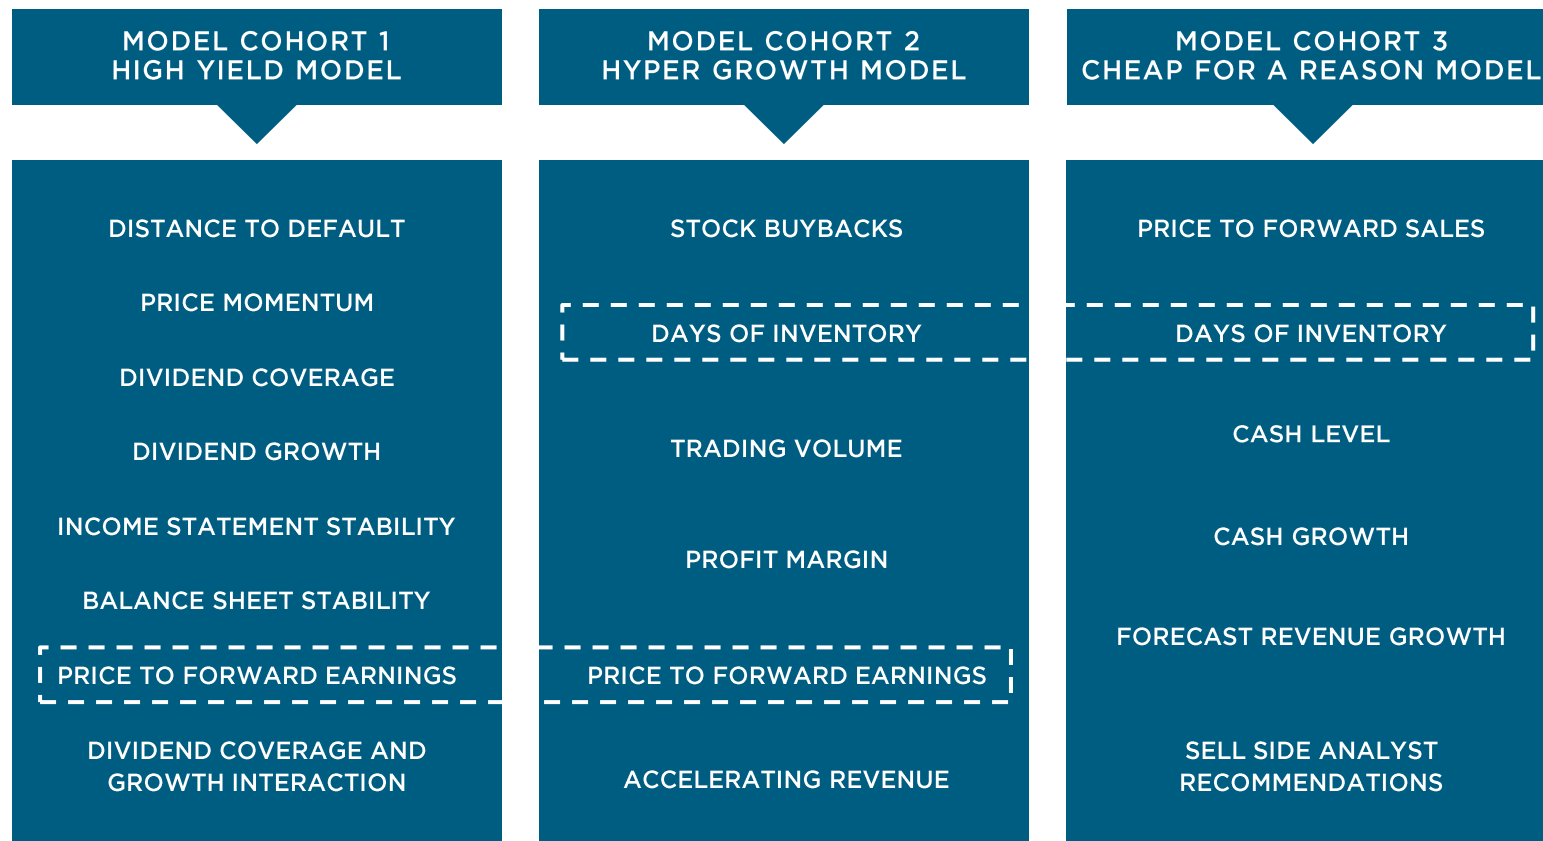 MODEL COHORT 1
HIGH YIELD MODEL
DISTANCE TO DEFAULT
PRICE MOMENTUM
DIVIDEND COVERAGE
DIVIDEND GROWTH
INCOME STATEMENT STABILITY
BALANCE SHEET STABILITY
PRICE TO FORWARD EARNINGS
DIVIDEND COVERAGE AND
GROWTH INTERACTION
MODEL COHORT 2
HYPER GROWTH MODEL
STOCK BUYBACKS
DAYS OF INVENTORY
TRADING VOLUME
PROFIT MARGIN
PRICE TO FORWARD EARNINGS
ACCELERATING REVENUE
MODEL COHORT 3
CHEAP FOR A REASON MODEL
PRICE TO FORWARD SALES
DAYS OF INVENTORY
CASH LEVEL
CASH GROWTH
FORECAST REVENUE GROWTH
SELL SIDE ANALYST
RECOMMENDATIONS